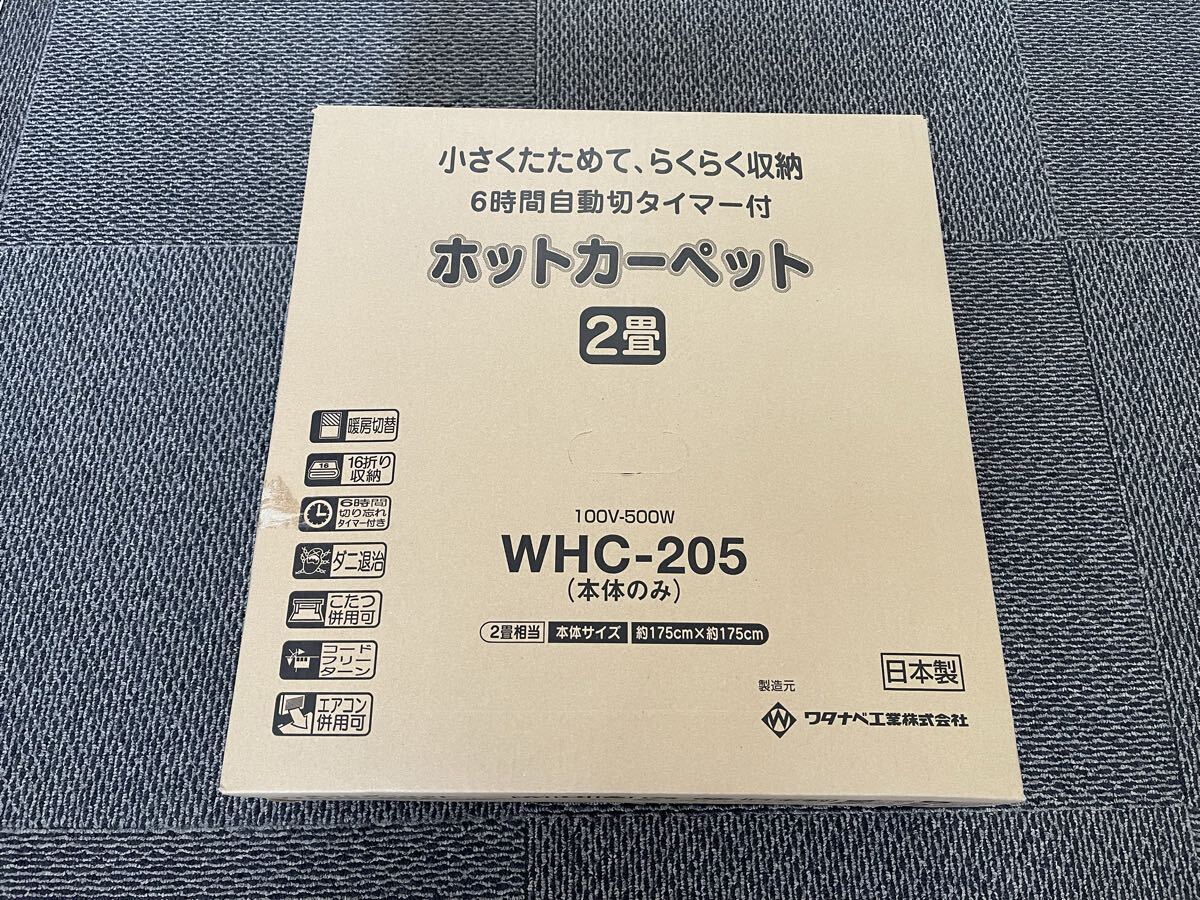 小さくたためて、らくらく収納
6時間自動切タイマー付
ホットカーペット
2畳
暖房切替
16
16折り
収納
6時間
切り忘れ
タイマー付き
ダニ退治
こたつ
併用可
コード
フリー
ターン
エアコン
併用可
100V-500W
WHC-205
(本体のみ)
2畳相当 本体サイズ 約175cm×約175cm
日本製
製造元
W ワタナベ工業株式会社